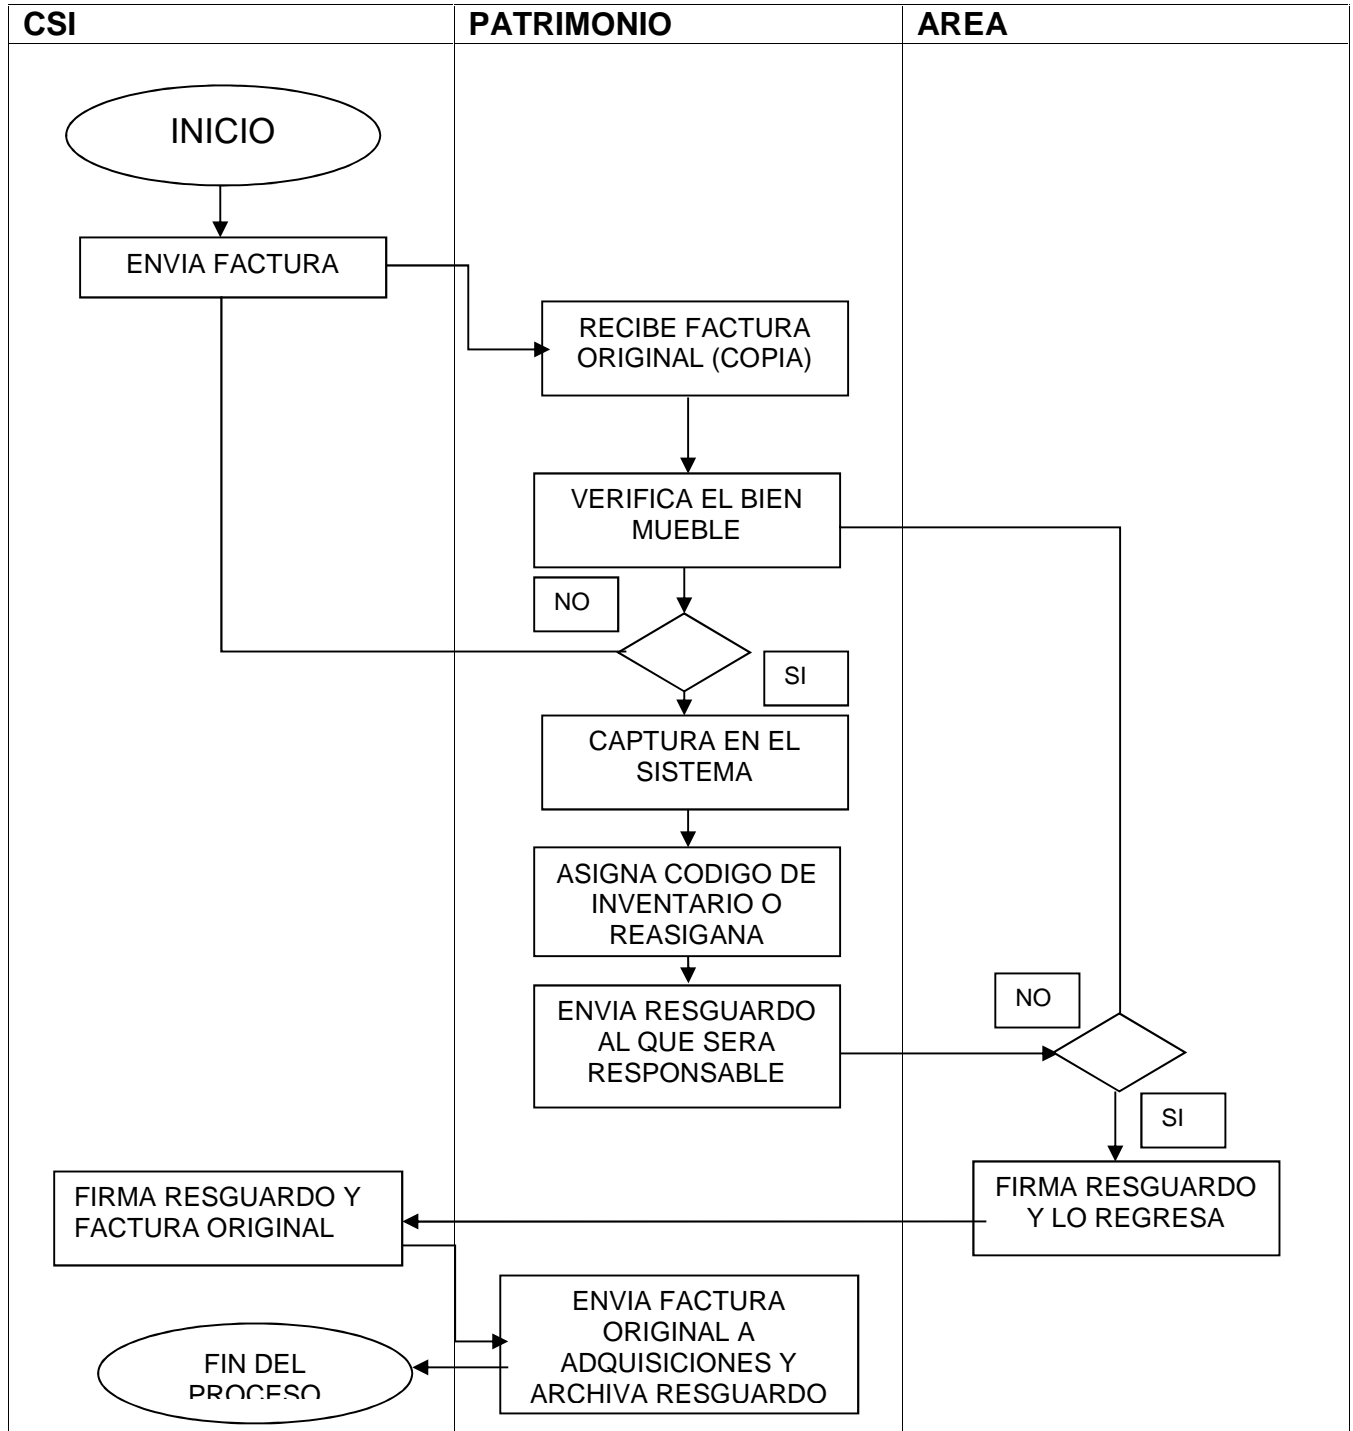 CSI
PATRIMONIO
AREA
INICIO
ENVIA FACTURA
RECIBE FACTURA
ORIGINAL (COPIA)
VERIFICA EL BIEN
MUEBLE
NO
SI
CAPTURA EN EL
SISTEMA
ASIGNA CODIGO DE
INVENTARIO O
REASIGANA
ENVIA RESGUARDO
AL QUE SERA
RESPONSABLE
NO
SI
FIRMA RESGUARDO
Y LO REGRESA
FIRMA RESGUARDO Y
FACTURA ORIGINAL
ENVIA FACTURA
ORIGINAL A
ADQUISICIONES Y
ARCHIVA RESGUARDO
FIN DEL
PROCESO